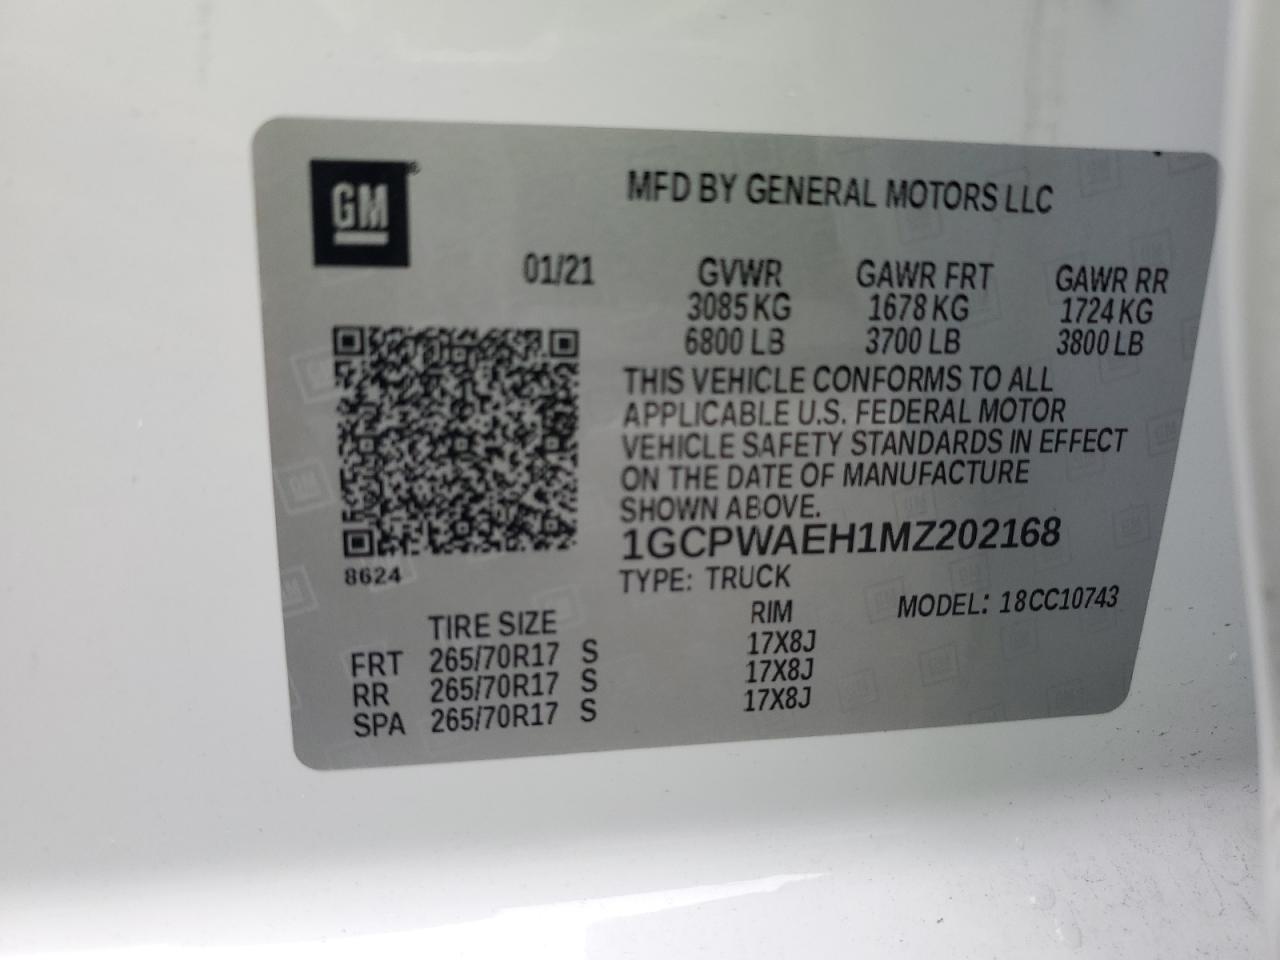 GM
MFD BY GENERAL MOTORS LLC
01/21
GVWR GAWR FRT GAWR RR
3085 KG 1678 KG 1724 KG
6800 LB 3700 LB 3800 LB
THIS VEHICLE CONFORMS TO ALL
APPLICABLE U.S. FEDERAL MOTOR
VEHICLE SAFETY STANDARDS IN EFFECT
ON THE DATE OF MANUFACTURE
SHOWN ABOVE.
1GCPWAEH1MZ202168
8624
TYPE: TRUCK
MODEL: 18CC10743
TIRE SIZE RIM
FRT 265/70R17 S 17X8J
RR 265/70R17 S 17X8J
SPA 265/70R17 S 17X8J